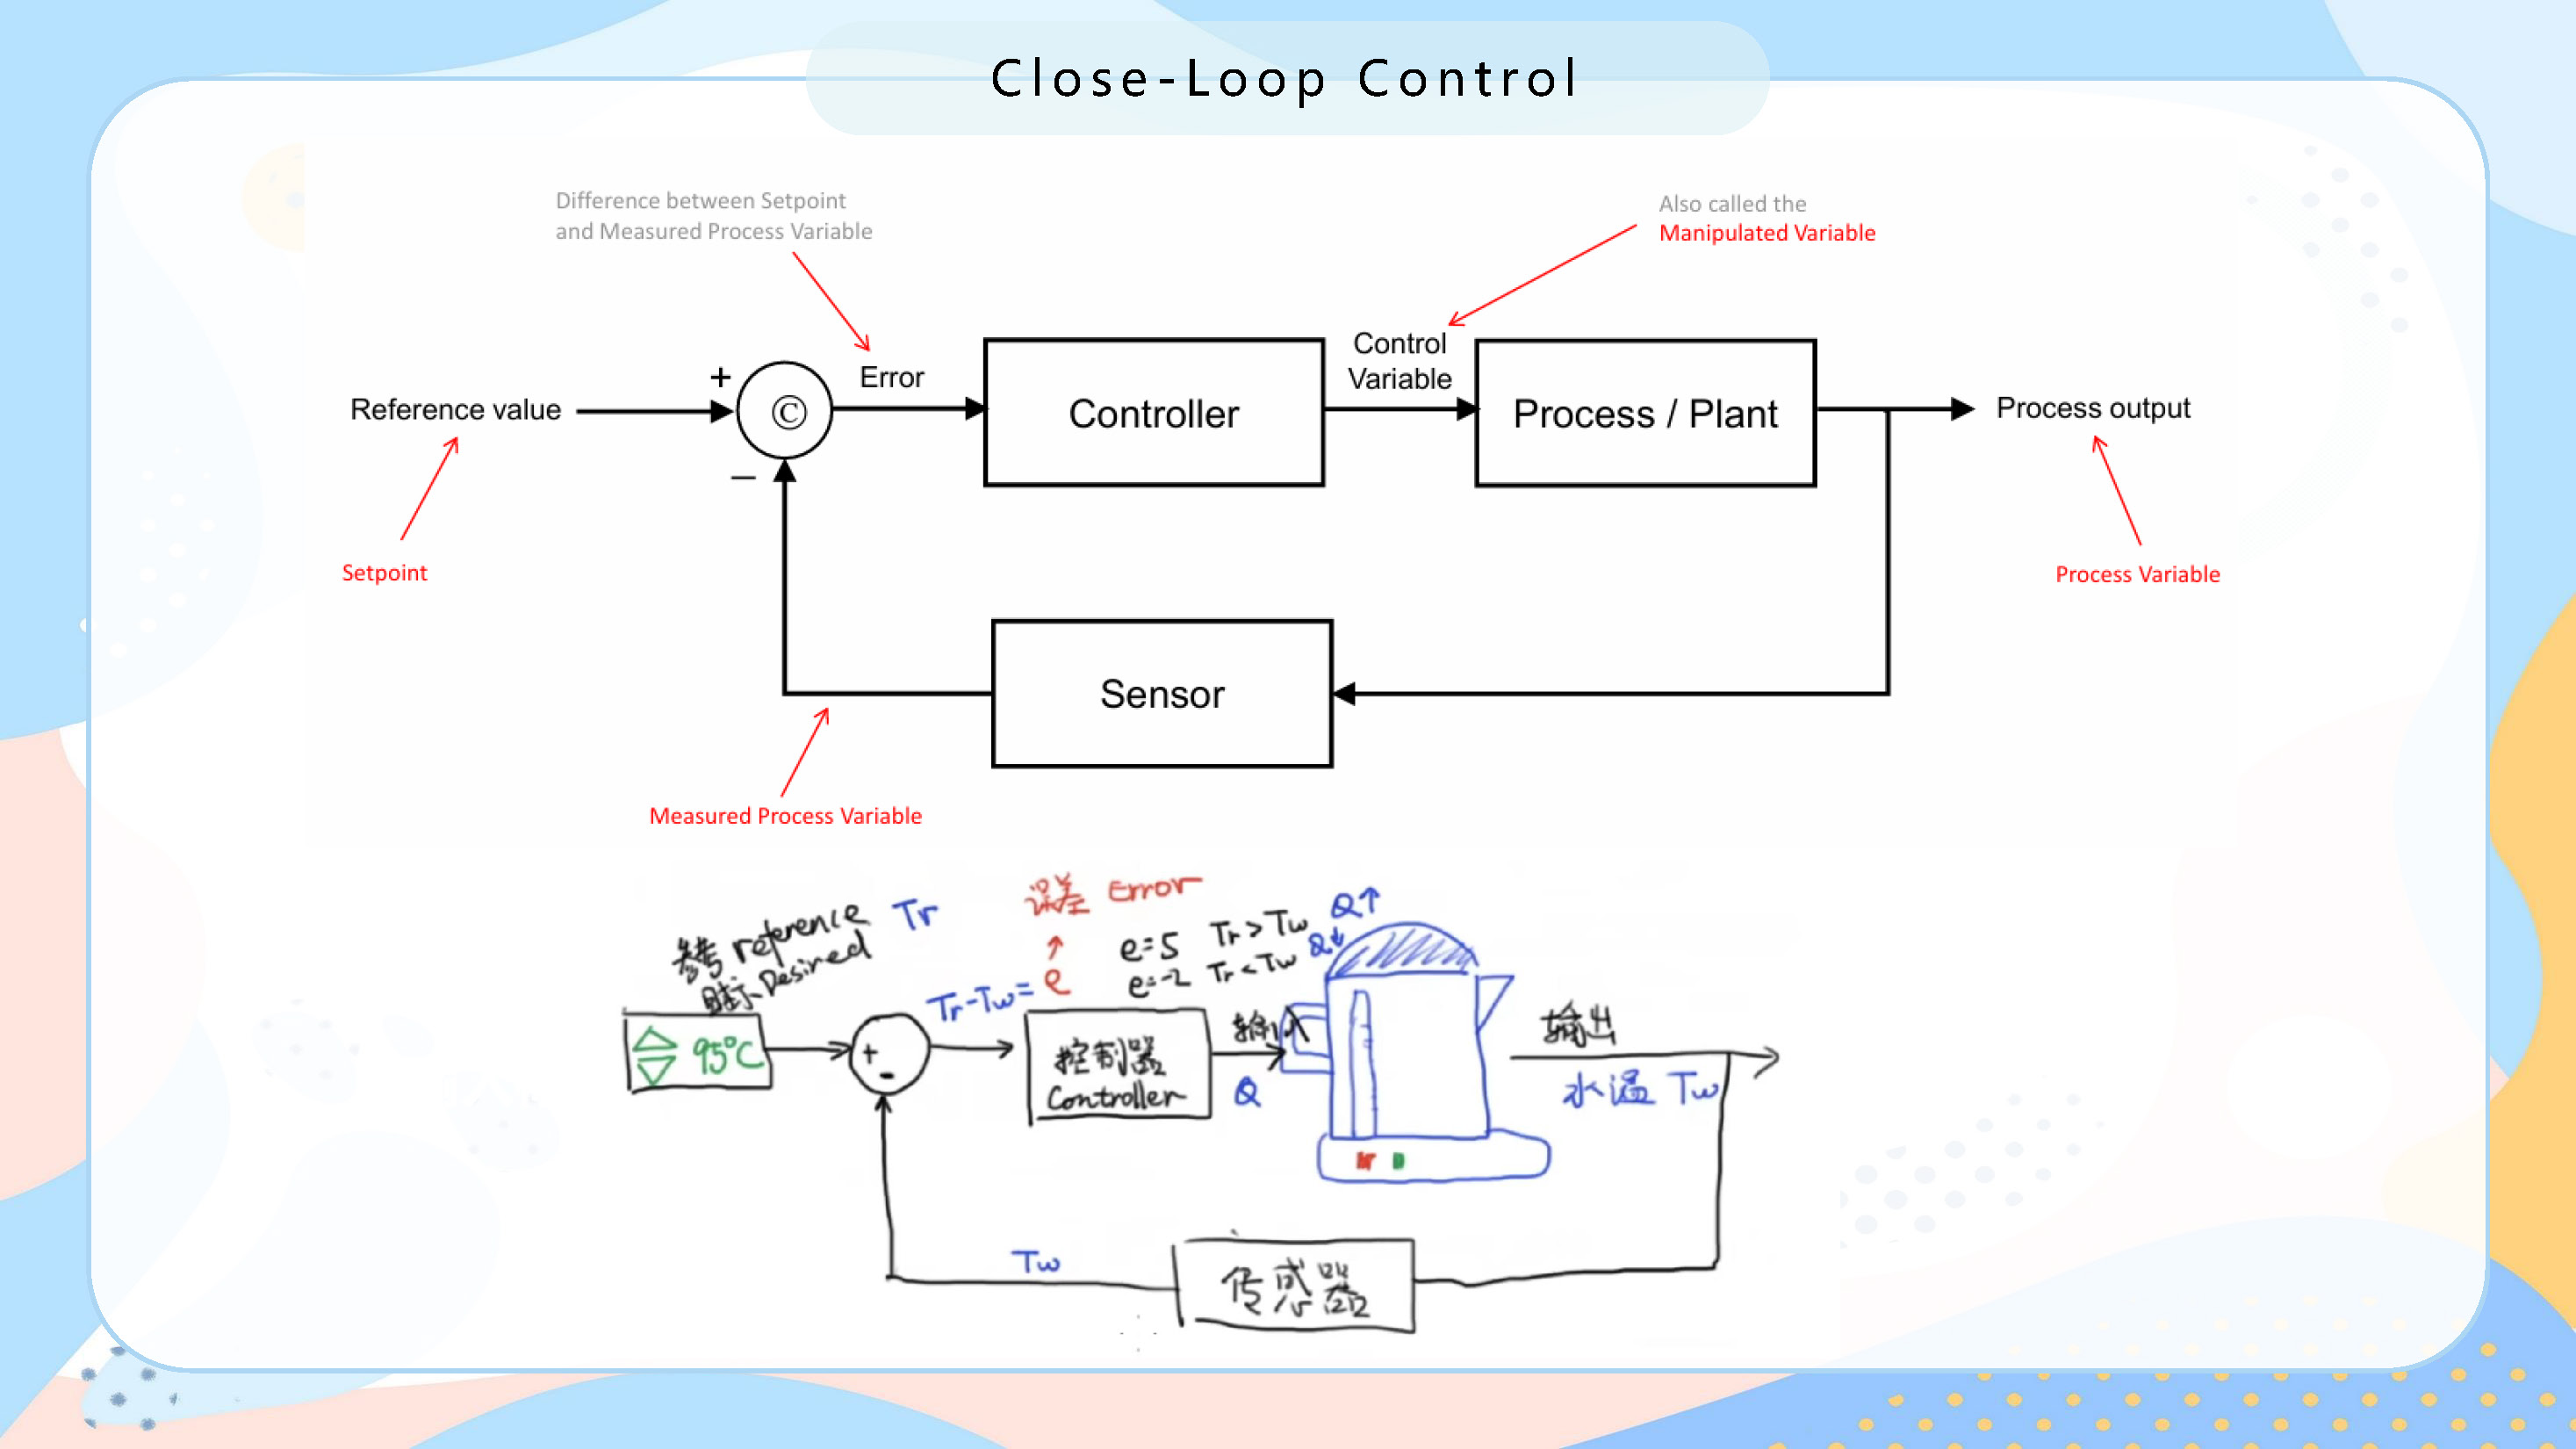 Close-Loop Control
Difference between Setpoint
and Measured Process Variable
Also called the
Manipulated Variable
Reference value
+
©
−
Error
Controller
Control
Variable
Process / Plant
Process output
Setpoint
Process Variable
Sensor
Measured Process Variable
参考 reference Tr
目标 Desired
误差 Error
↑
Tr-Tw=e
e=5 Tr>Tw Q↑
e=-2 Tr<Tw Q↓
95°C
+
-
控制器
Controller
输入
Q
输出
水温 Tw
Tw
传感器